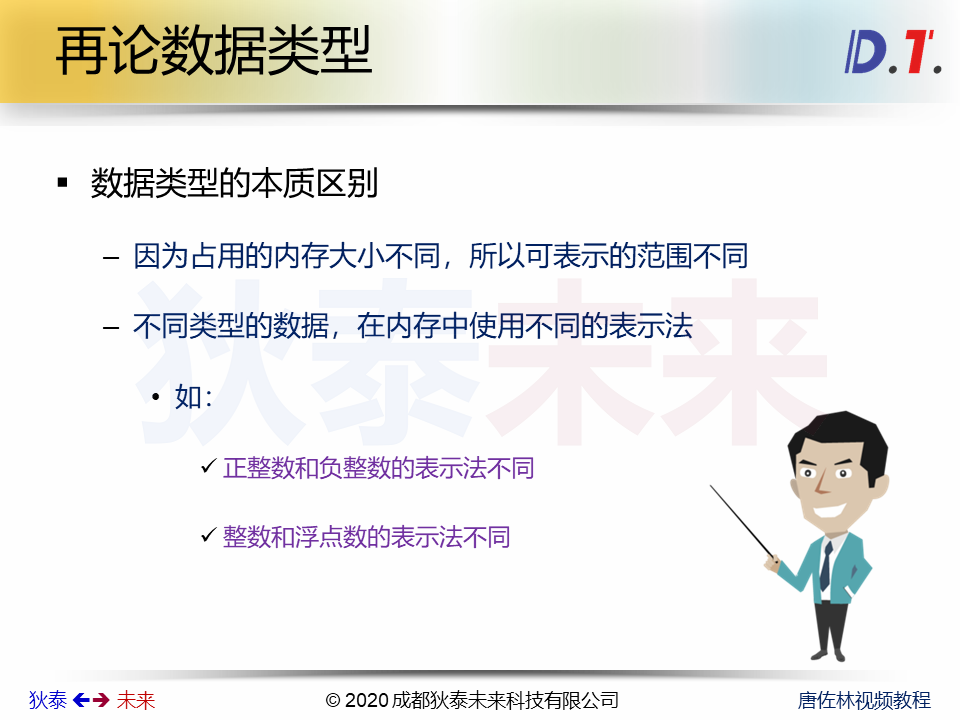 再论数据类型
D.T.
数据类型的本质区别
因为占用的内存大小不同，所以可表示的范围不同
不同类型的数据，在内存中使用不同的表示法
如：
正整数和负整数的表示法不同
整数和浮点数的表示法不同
狄泰未来
狄泰 未来
© 2020 成都狄泰未来科技有限公司
唐佐林视频教程